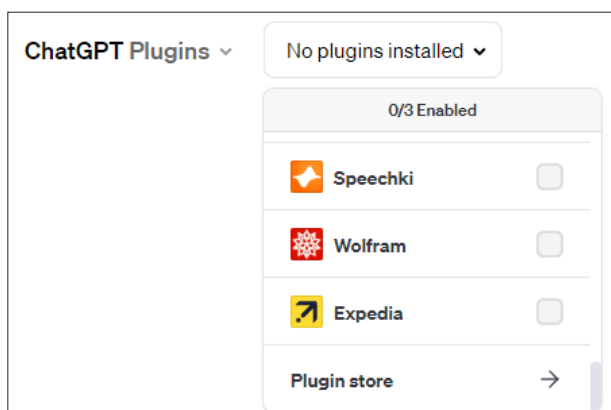 ChatGPT Plugins
No plugins installed
0/3 Enabled
Speechki
Wolfram
Expedia
Plugin store